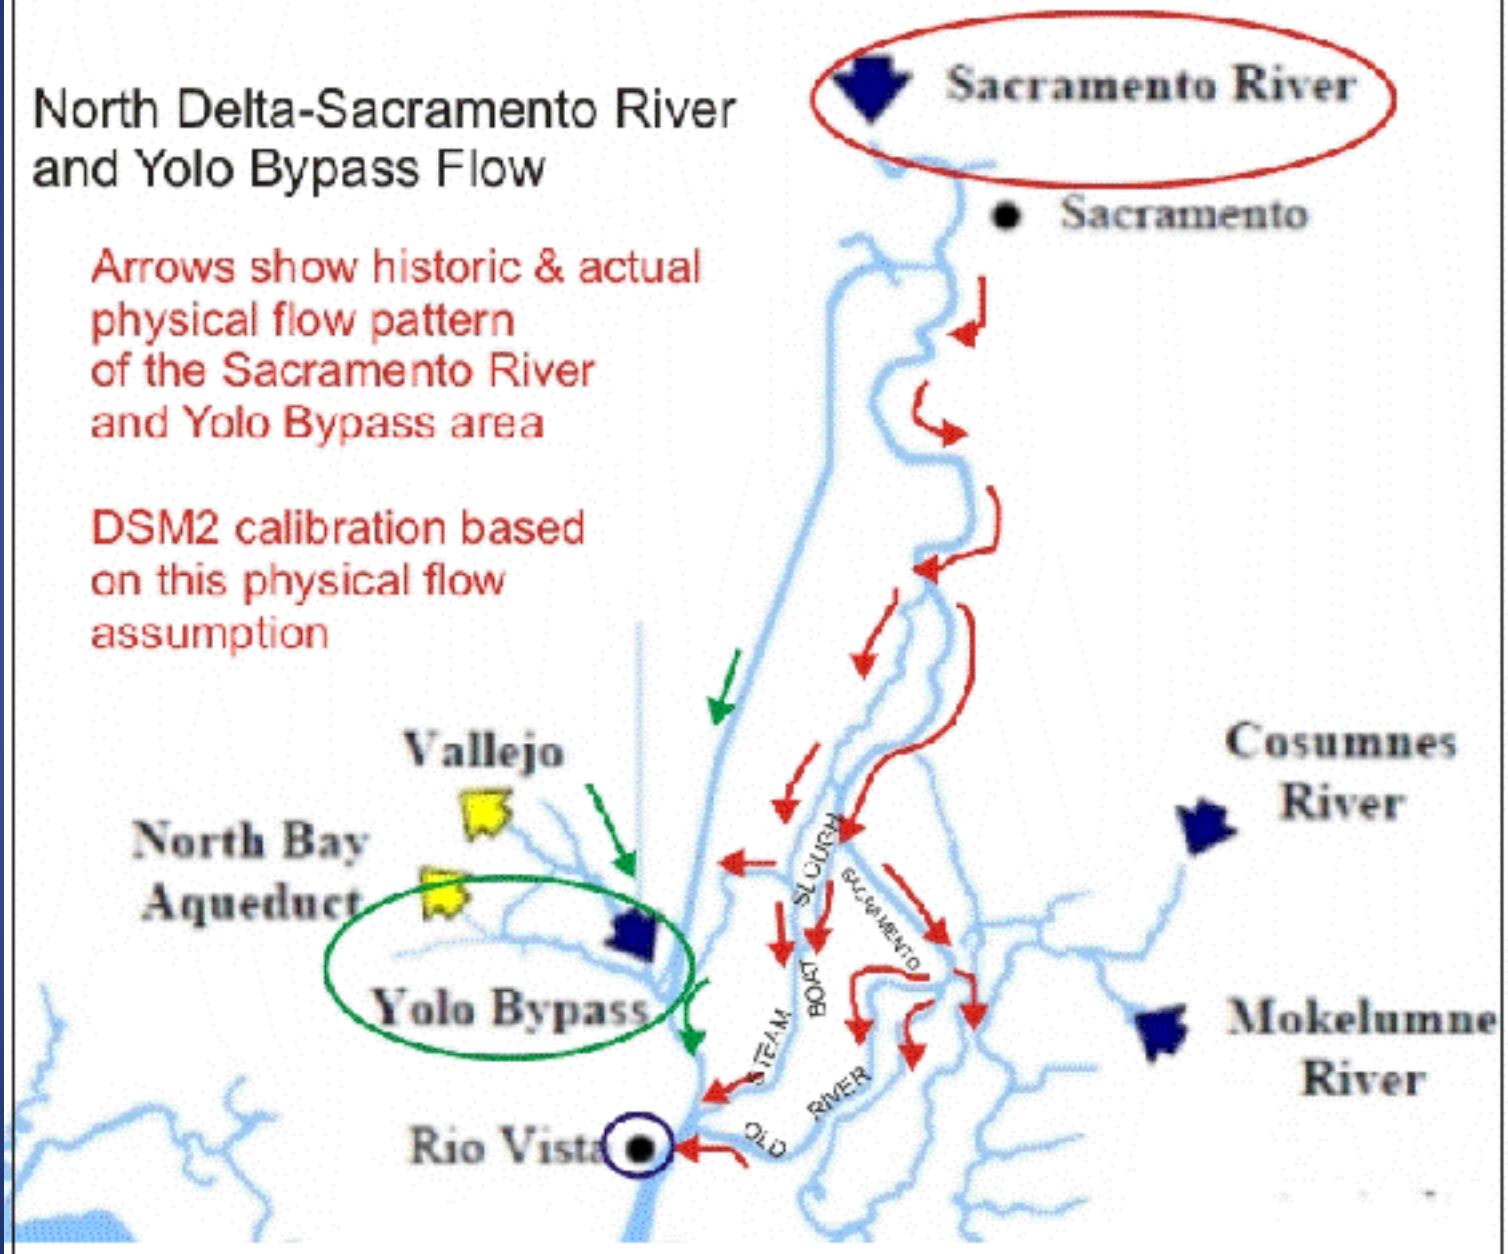 North Delta-Sacramento River
and Yolo Bypass Flow
Arrows show historic & actual
physical flow pattern
of the Sacramento River
and Yolo Bypass area
DSM2 calibration based
on this physical flow
assumption
Sacramento River
Sacramento
Vallejo
North Bay
Aqueduct
Yolo Bypass
Rio Vista
Cosumnes
River
Mokelumne
River
STEAM
BOAT
SLOUGH
SACRAMENTO
OLD
RIVER